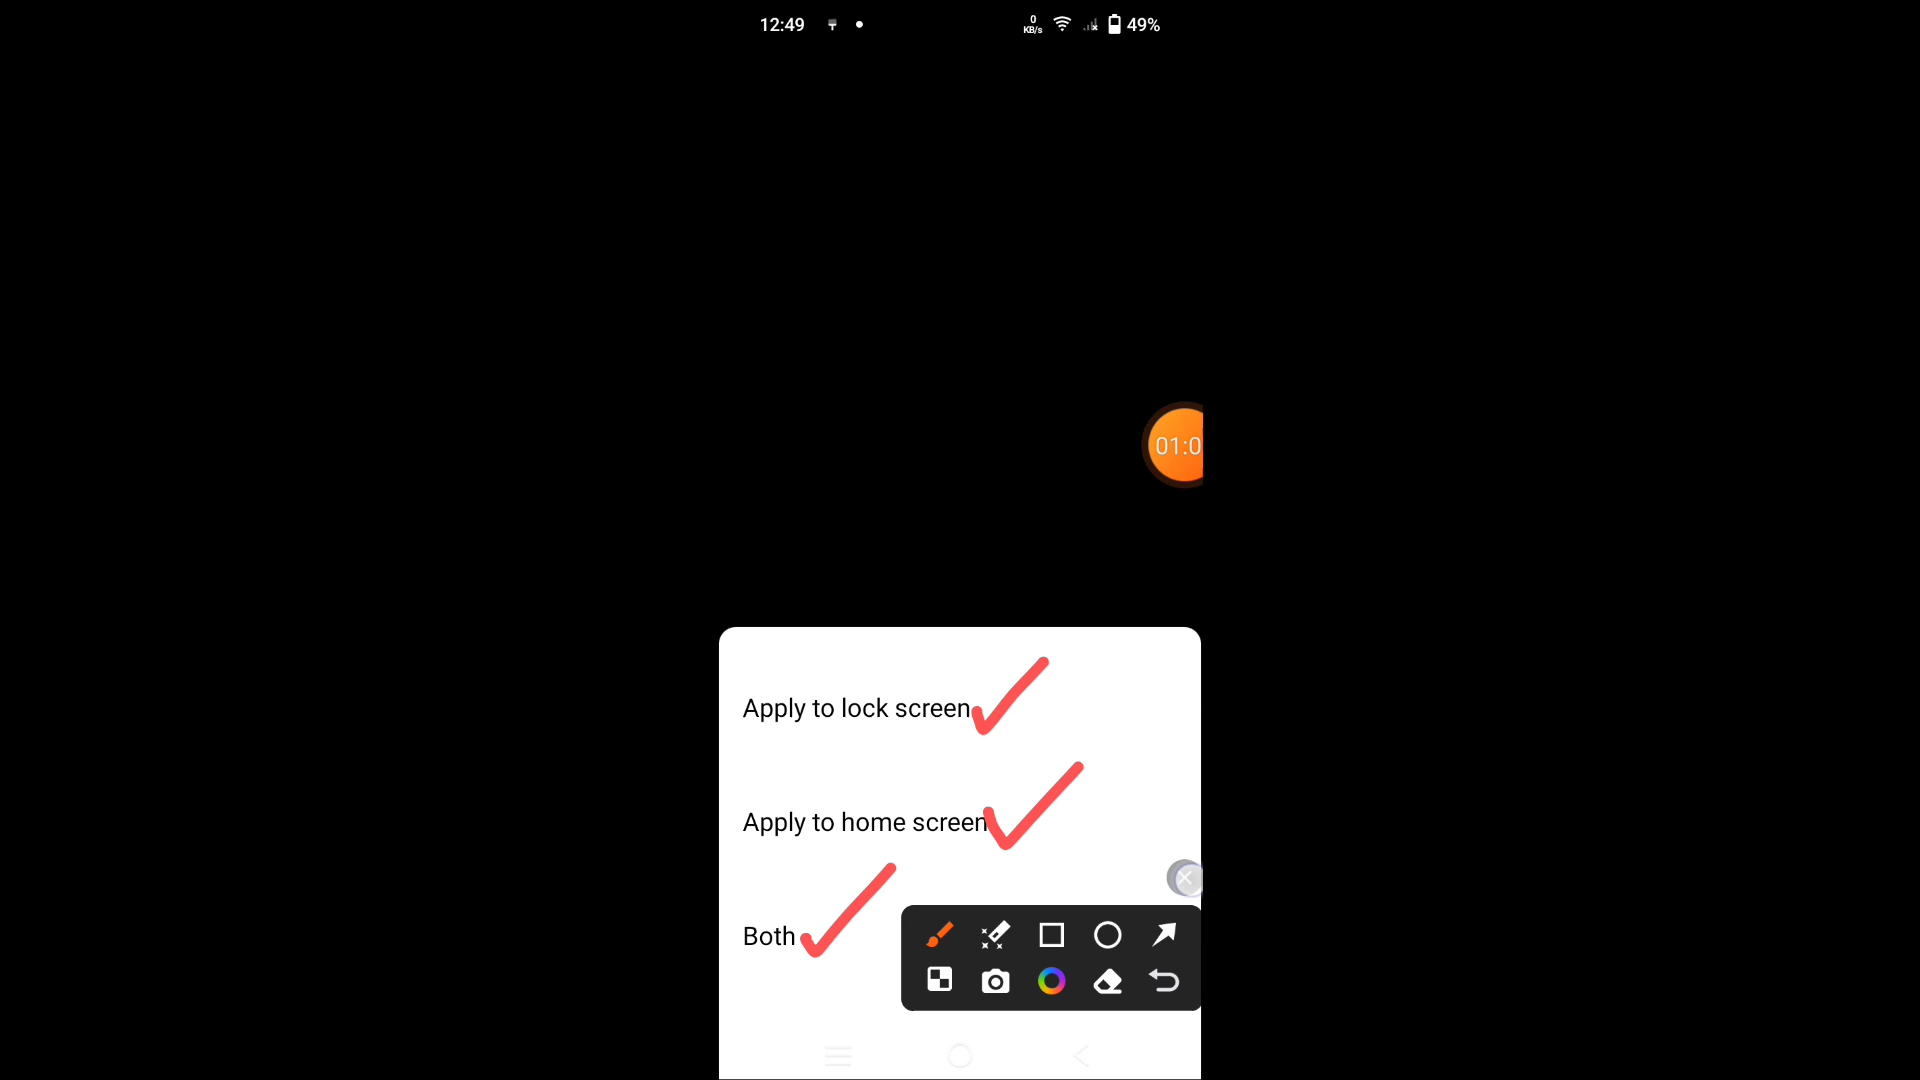 12:49
0
KB/s
49%
01:0
Apply to lock screen
Apply to home screen
Both